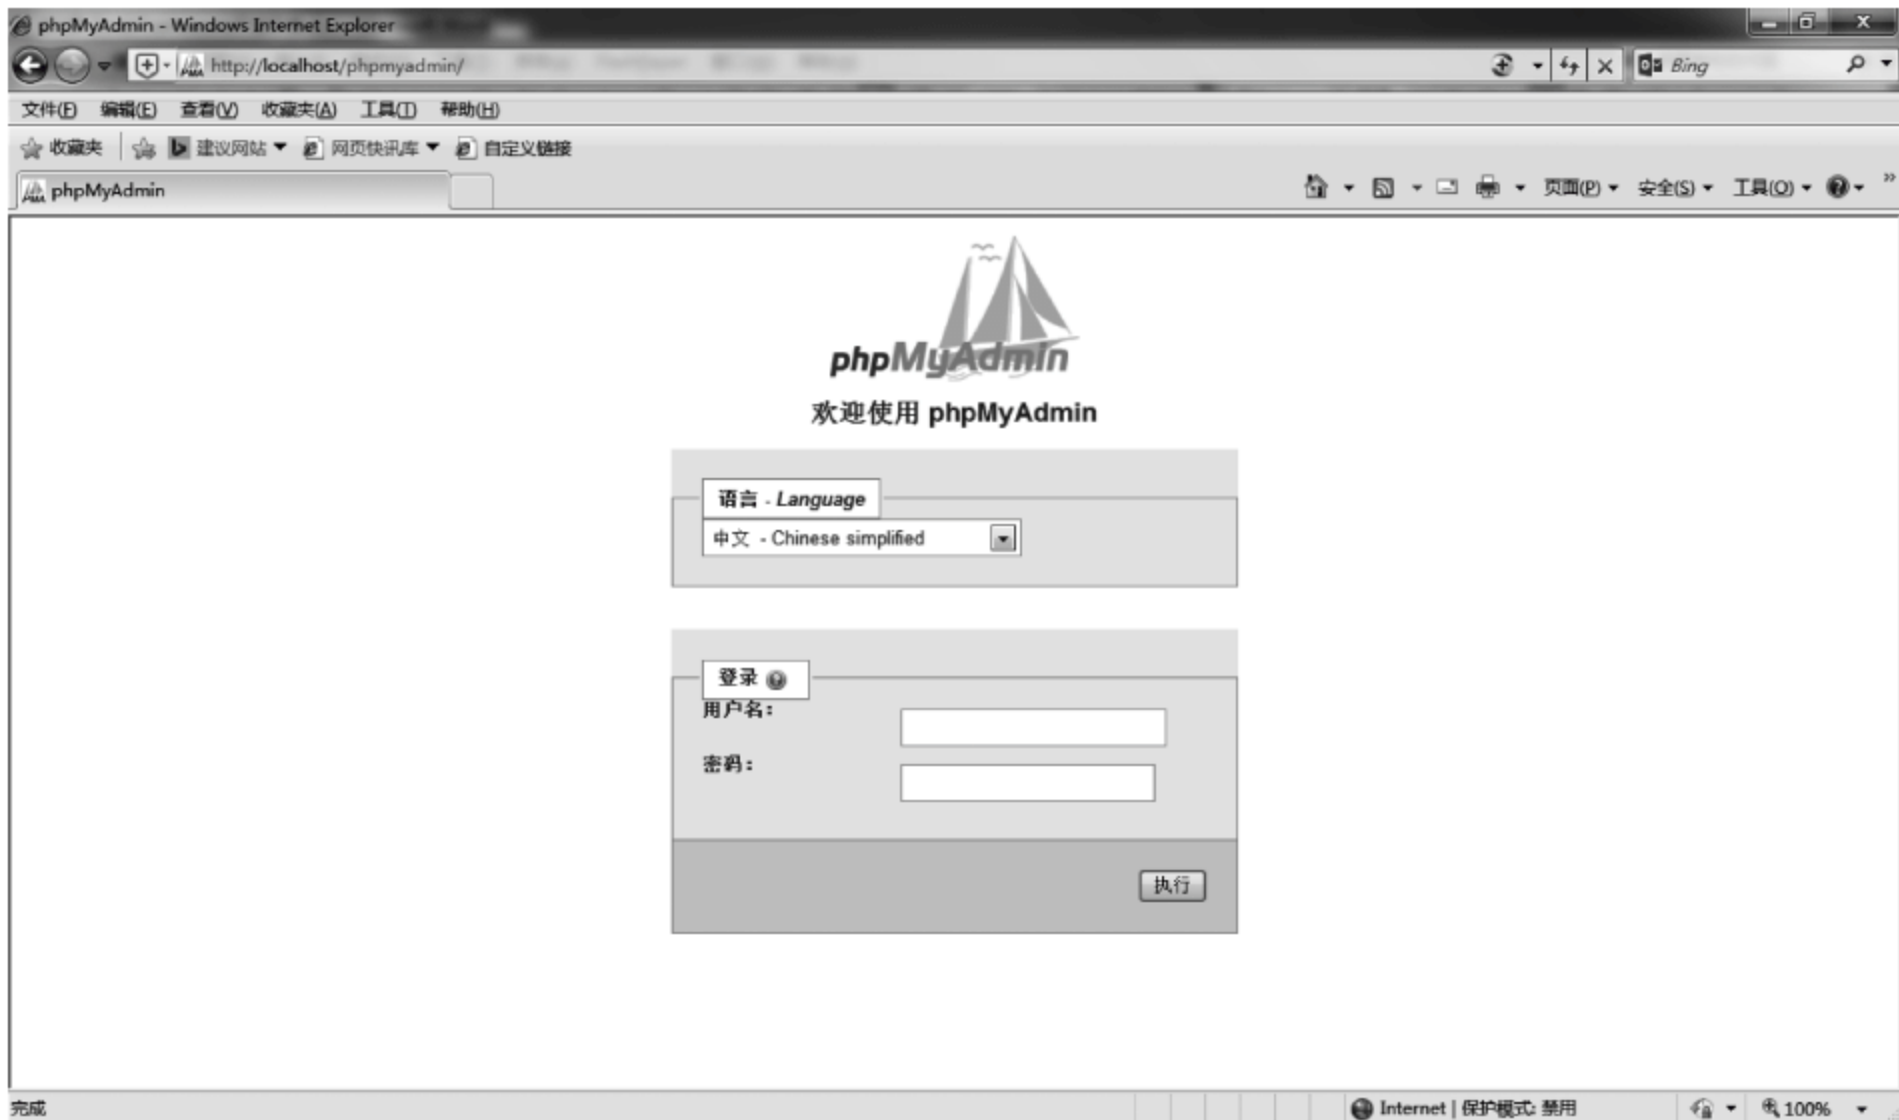 phpMyAdmin - Windows Internet Explorer
http://localhost/phpmyadmin/
Bing
文件(F) 编辑(E) 查看(V) 收藏夹(A) 工具(T) 帮助(H)
收藏夹 建议网站 网页快讯库 自定义链接
phpMyAdmin
页面(P) 安全(S) 工具(O)
phpMyAdmin
欢迎使用 phpMyAdmin
语言 - Language
中文 - Chinese simplified
登录
用户名:
密码:
执行
完成
Internet | 保护模式: 禁用
100%